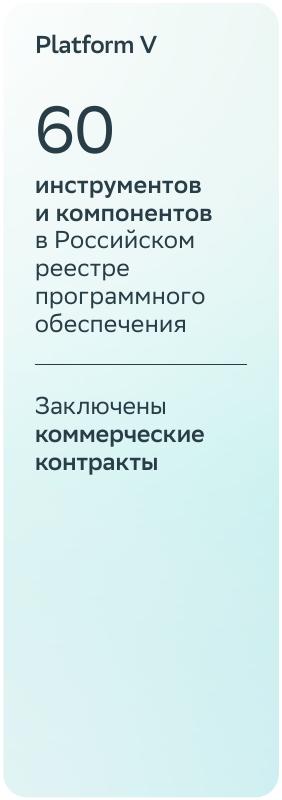 Platform V
60
инструментов
и компонентов
в Российском
реестре
программного
обеспечения
Заключены
коммерческие
контракты